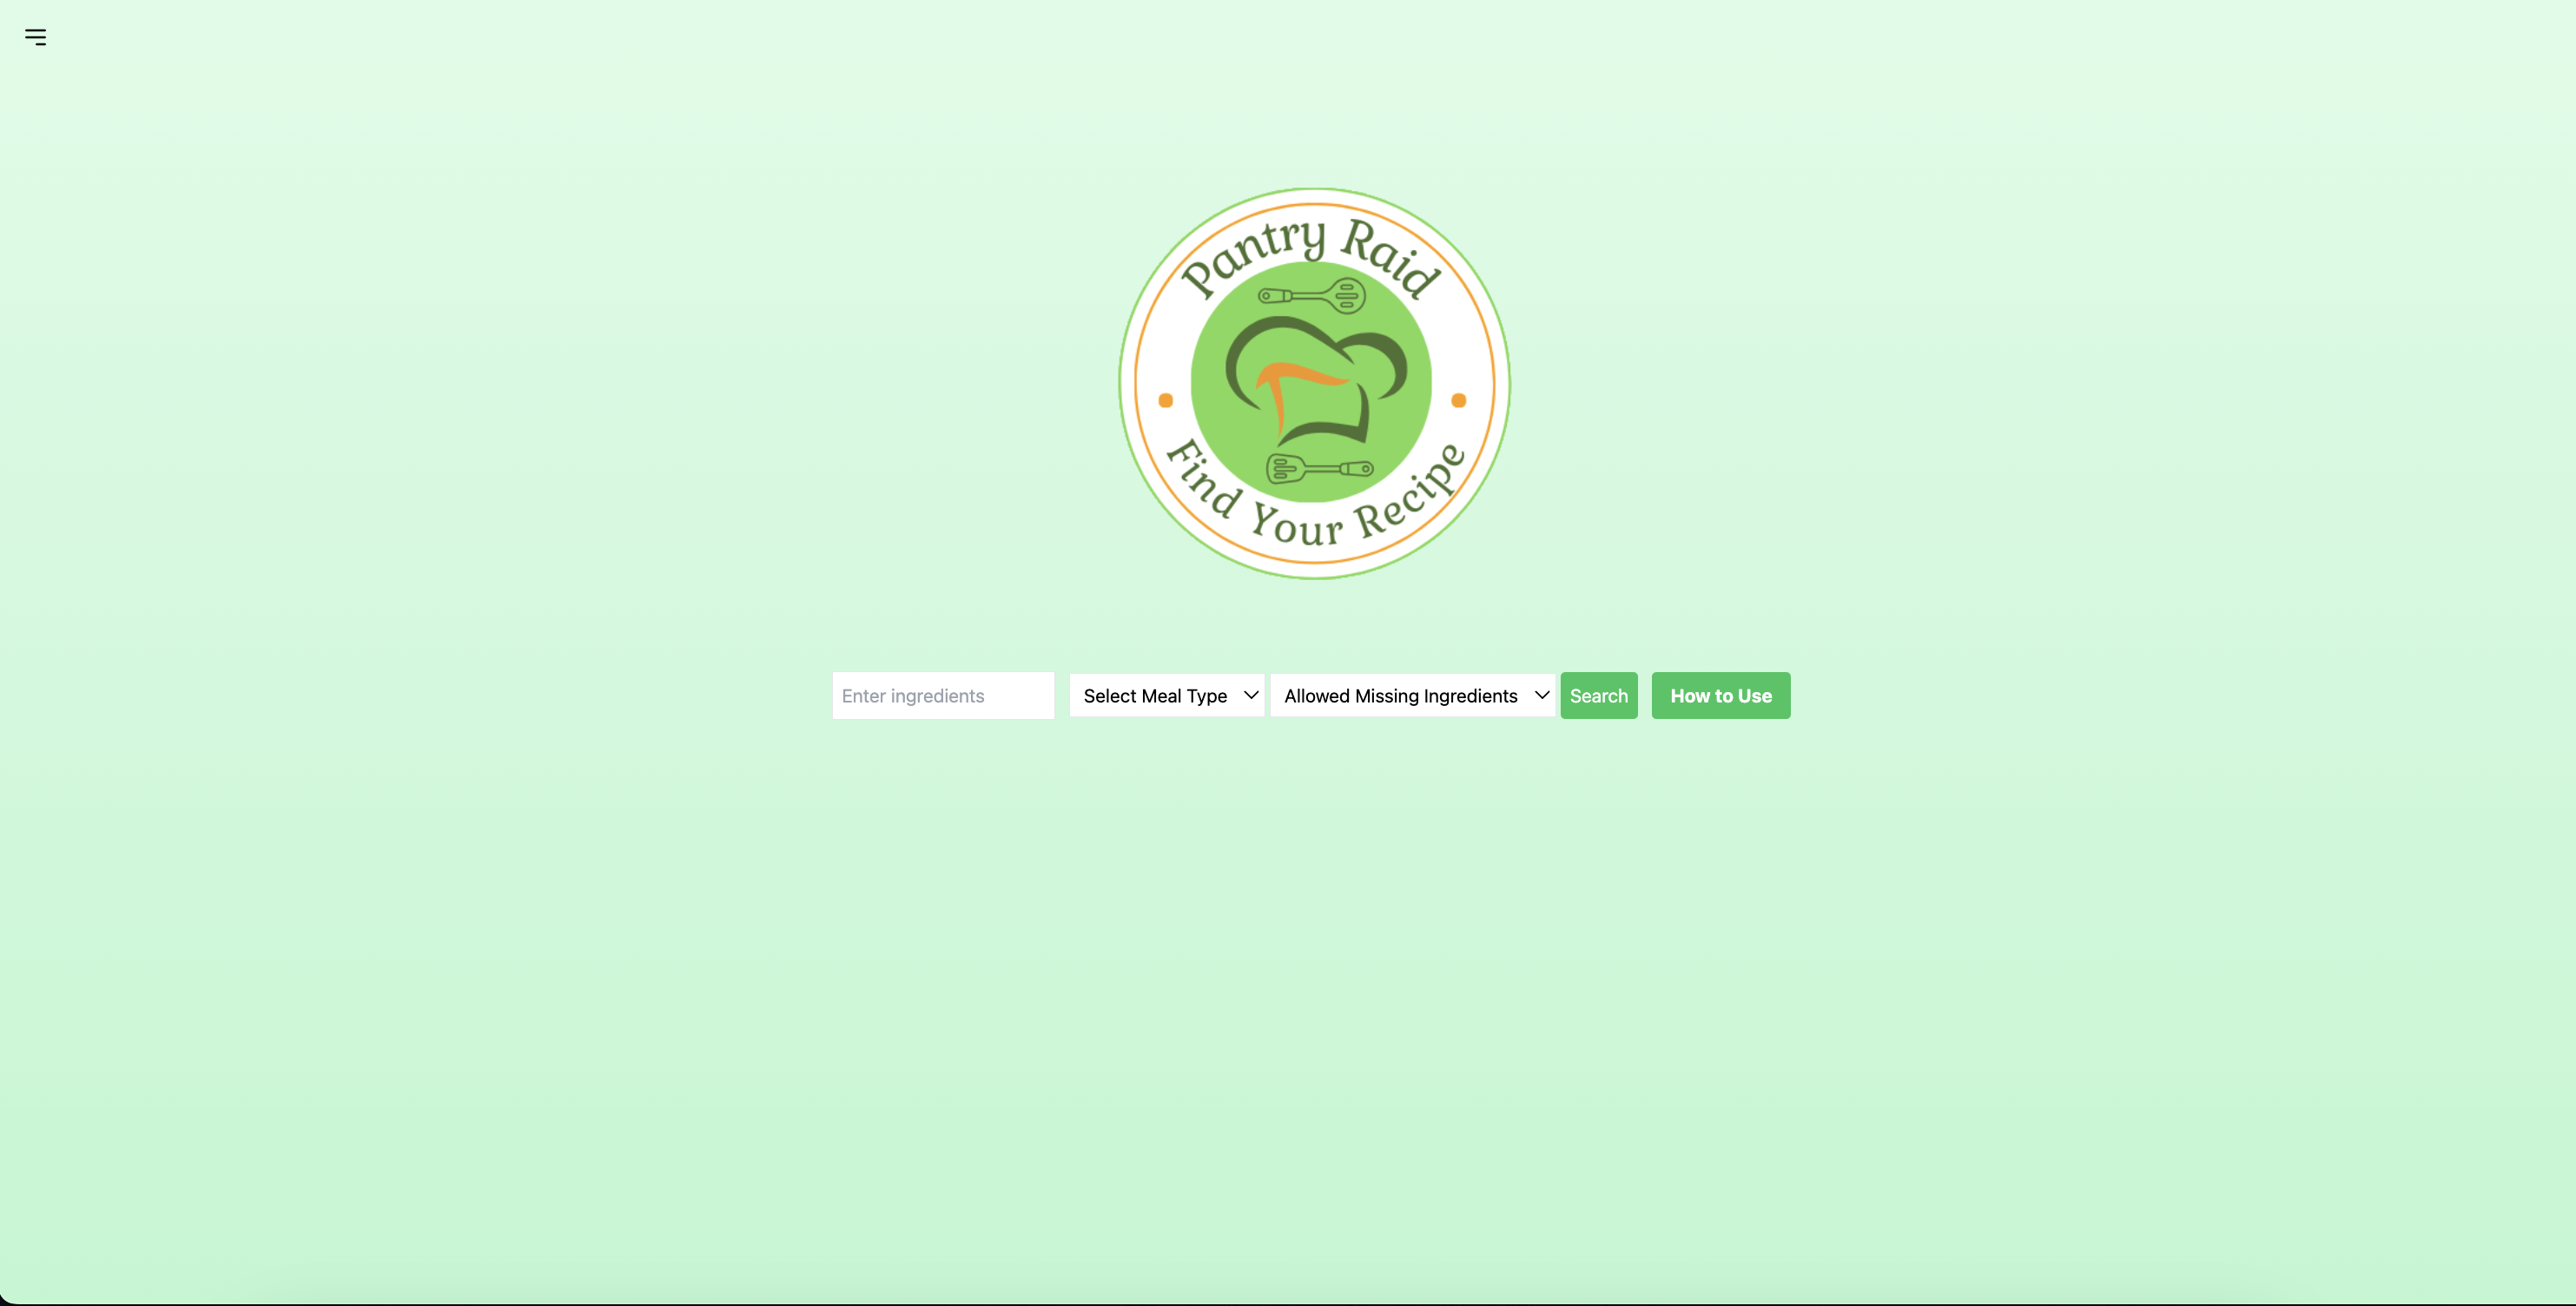 Pantry Raid
Find Your Recipe
Enter ingredients
Select Meal Type
Allowed Missing Ingredients
Search
How to Use